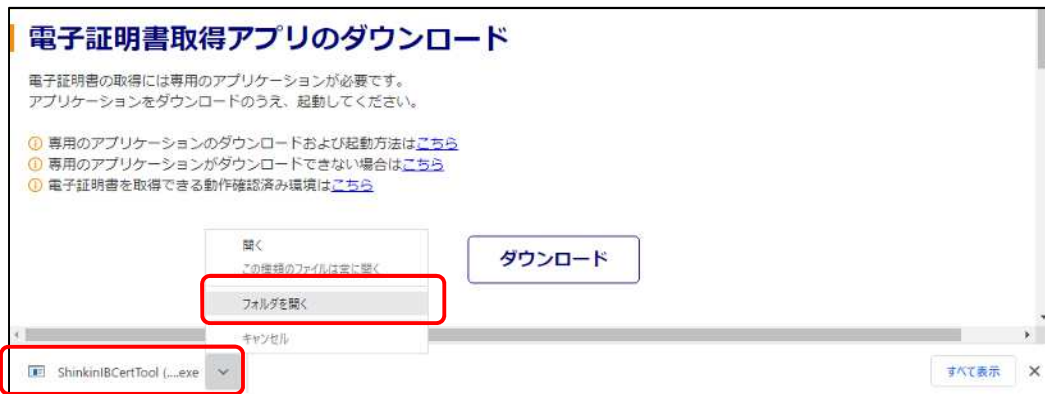 電子証明書取得アプリのダウンロード
電子証明書の取得には専用のアプリケーションが必要です。
アプリケーションをダウンロードのうえ、起動してください。
専用のアプリケーションのダウンロードおよび起動方法はこちら
専用のアプリケーションがダウンロードできない場合はこちら
電子証明書を取得できる動作確認済み環境はこちら
開く
この種類のファイルは常に開く
ダウンロード
フォルダを開く
キャンセル
ShinkinIBCertTool (....exe
すべて表示